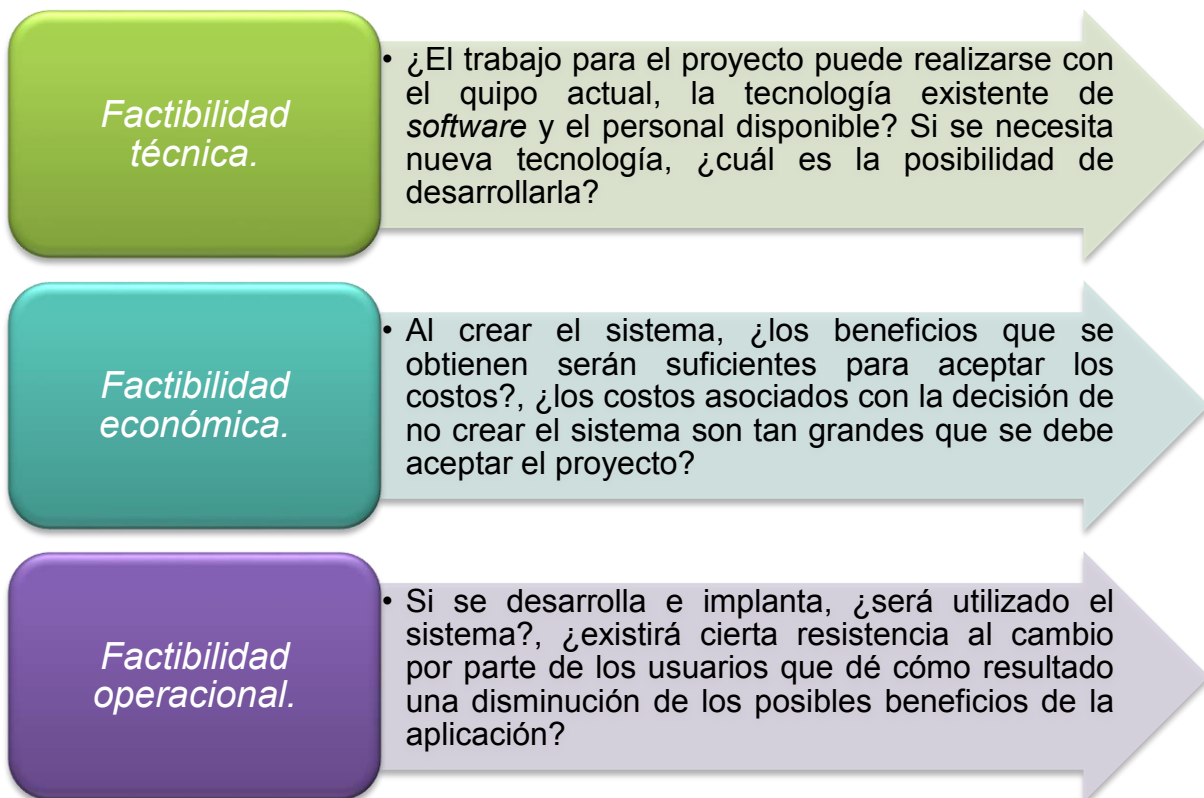 Factibilidad
técnica.
• ¿El trabajo para el proyecto puede realizarse con
el quipo actual, la tecnología existente de
software y el personal disponible? Si se necesita
nueva tecnología, ¿cuál es la posibilidad de
desarrollarla?
Factibilidad
económica.
• Al crear el sistema, ¿los beneficios que se
obtienen serán suficientes para aceptar los
costos?, ¿los costos asociados con la decisión de
no crear el sistema son tan grandes que se debe
aceptar el proyecto?
Factibilidad
operacional.
• Si se desarrolla e implanta, ¿será utilizado el
sistema?, ¿existirá cierta resistencia al cambio
por parte de los usuarios que dé cómo resultado
una disminución de los posibles beneficios de la
aplicación?